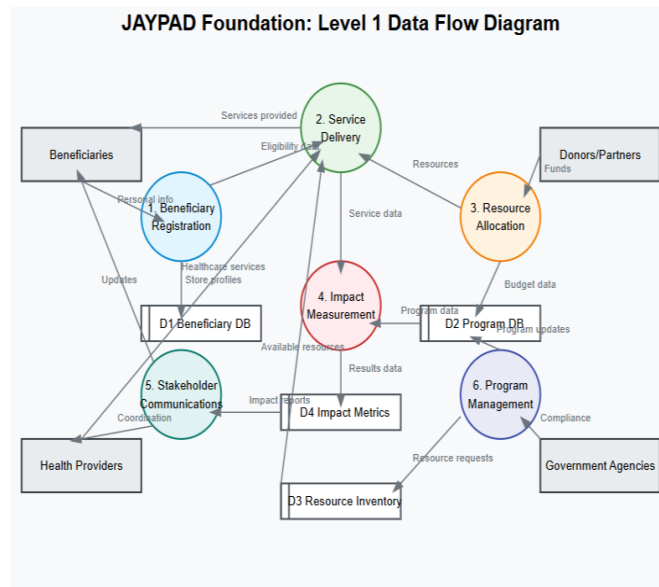 JAYPAD Foundation: Level 1 Data Flow Diagram
Services provided
2. Service
Delivery
Beneficiaries
Eligibility data
Donors/Partners
Resources
Funds
Personal info
1. Beneficiary
Registration
Service data
3. Resource
Allocation
Healthcare services
Store profiles
Updates
Budget data
4. Impact
Measurement
Program data
D1 Beneficiary DB
D2 Program DB
Program updates
Available resources
Results data
5. Stakeholder
Communications
6. Program
Management
Impact reports
D4 Impact Metrics
Coordination
Compliance
Health Providers
Resource requests
Government Agencies
D3 Resource Inventory